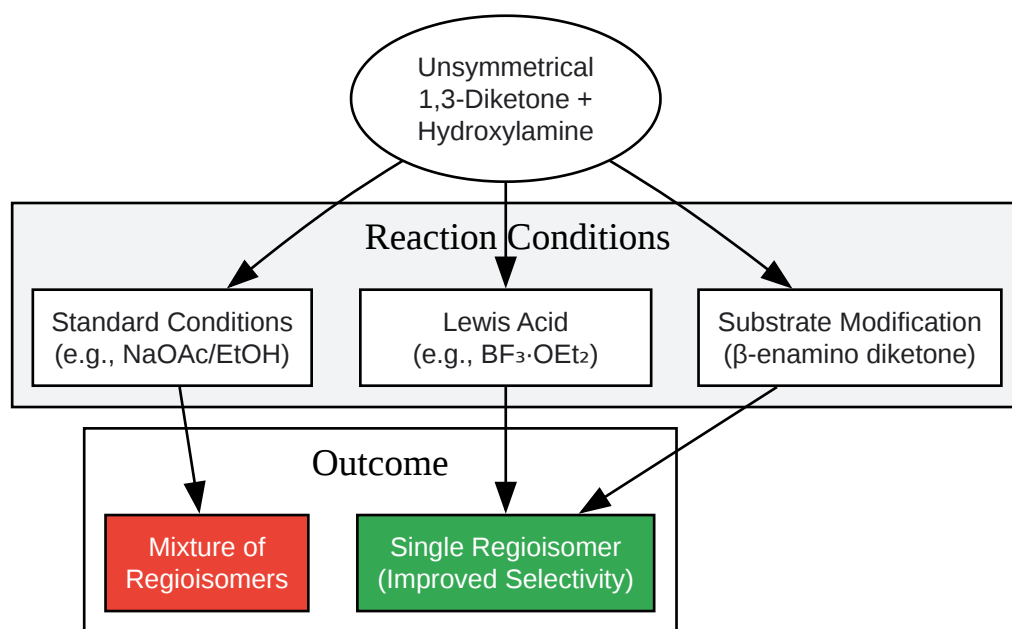 Unsymmetrical
1,3-Diketone +
Hydroxylamine
Reaction Conditions
Standard Conditions
(e.g., NaOAc/EtOH)
Lewis Acid
(e.g., BF₃·OEt₂)
Substrate Modification
(β-enamino diketone)
Outcome
Mixture of
Regioisomers
Single Regioisomer
(Improved Selectivity)